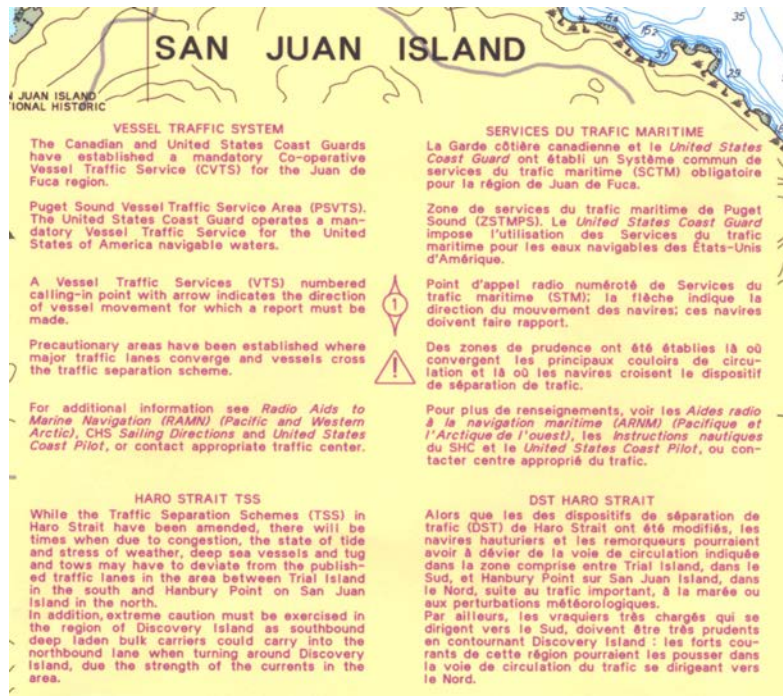 64
152
35
31
29
SAN JUAN ISLAND
N JUAN ISLAND
IONAL HISTORIC
VESSEL TRAFFIC SYSTEM
The Canadian and United States Coast Guards
have established a mandatory Co-operative
Vessel Traffic Service (CVTS) for the Juan de
Fuca region.
Puget Sound Vessel Traffic Service Area (PSVTS).
The United States Coast Guard operates a man-
datory Vessel Traffic Service for the United
States of America navigable waters.
A Vessel Traffic Services (VTS) numbered
calling-in point with arrow indicates the direction
of vessel movement for which a report must be
made.
Precautionary areas have been established where
major traffic lanes converge and vessels cross
the traffic separation scheme.
For additional information see Radio Aids to
Marine Navigation (RAMN) (Pacific and Western
Arctic), CHS Sailing Directions and United States
Coast Pilot, or contact appropriate traffic center.
HARO STRAIT TSS
While the Traffic Separation Schemes (TSS) in
Haro Strait have been amended, there will be
times when due to congestion, the state of tide
and stress of weather, deep sea vessels and tug
and tows may have to deviate from the publish-
ed traffic lanes in the area between Trial Island
in the south and Hanbury Point on San Juan
Island in the north.
In addition, extreme caution must be exercised in
the region of Discovery Island as southbound
deep laden bulk carriers could carry into the
northbound lane when turning around Discovery
Island, due the strength of the currents in the
area.
1
!
SERVICES DU TRAFIC MARITIME
La Garde côtière canadienne et le United States
Coast Guard ont établi un Système commun de
services du trafic maritime (SCTM) obligatoire
pour la région de Juan de Fuca.
Zone de services du trafic maritime de Puget
Sound (ZSTMPS). Le United States Coast Guard
impose l'utilisation des Services du trafic
maritime pour les eaux navigables des États-Unis
d'Amérique.
Point d'appel radio numéroté de Services du
trafic maritime (STM); la flèche indique la
direction du mouvement des navires; ces navires
doivent faire rapport.
Des zones de prudence ont été établies là où
convergent les principaux couloirs de circu-
lation et là où les navires croisent le dispositif
de séparation de trafic.
Pour plus de renseignements, voir les Aides radio
à la navigation maritime (ARNM) (Pacifique et
l'Arctique de l'ouest), les Instructions nautiques
du SHC et le United States Coast Pilot, ou con-
tacter centre approprié du trafic.
DST HARO STRAIT
Alors que les des dispositifs de séparation de
trafic (DST) de Haro Strait ont été modifiés, les
navires hauturiers et les remorqueurs pourraient
avoir à dévier de la voie de circulation indiquée
dans la zone comprise entre Trial Island, dans le
Sud, et Hanbury Point sur San Juan Island, dans
le Nord, suite au trafic important, à la marée ou
aux perturbations météorologiques.
Par ailleurs, les vraquiers très chargés qui se
dirigent vers le Sud, doivent être très prudents
en contournant Discovery Island : les forts cou-
rants de cette région pourraient les pousser dans
la voie de circulation du trafic se dirigeant vers
le Nord.